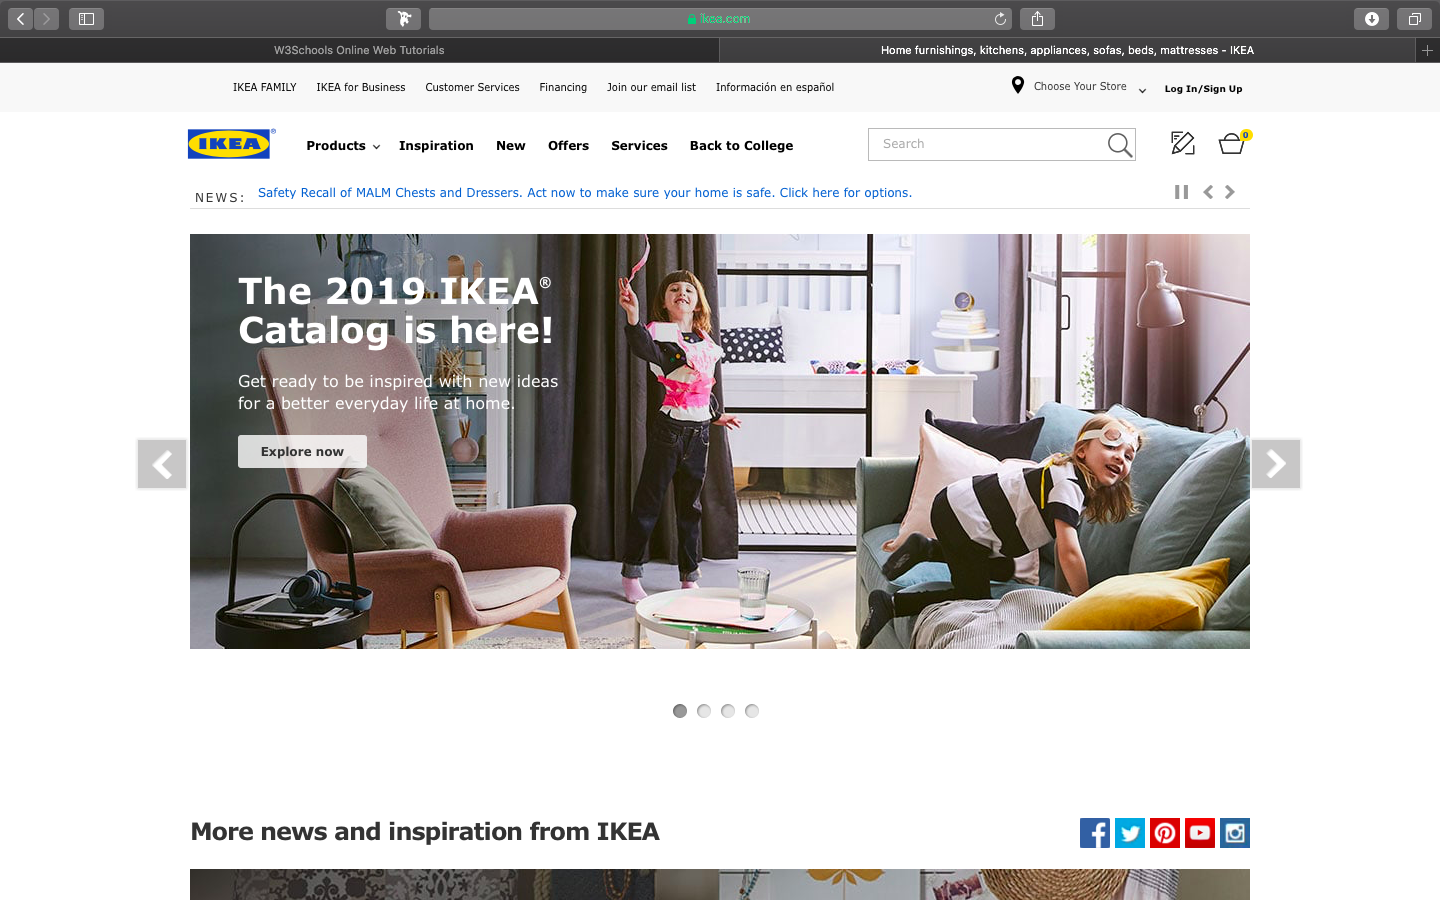 ikea.com
W3Schools Online Web Tutorials
Home furnishings, kitchens, appliances, sofas, beds, mattresses - IKEA
IKEA FAMILY IKEA for Business Customer Services Financing Join our email list Información en español
Choose Your Store
Log In/Sign Up
IKEA®
Products Inspiration New Offers Services Back to College
Search
0
NEWS: Safety Recall of MALM Chests and Dressers. Act now to make sure your home is safe. Click here for options.
The 2019 IKEA®
Catalog is here!
Get ready to be inspired with new ideas
for a better everyday life at home.
Explore now
More news and inspiration from IKEA